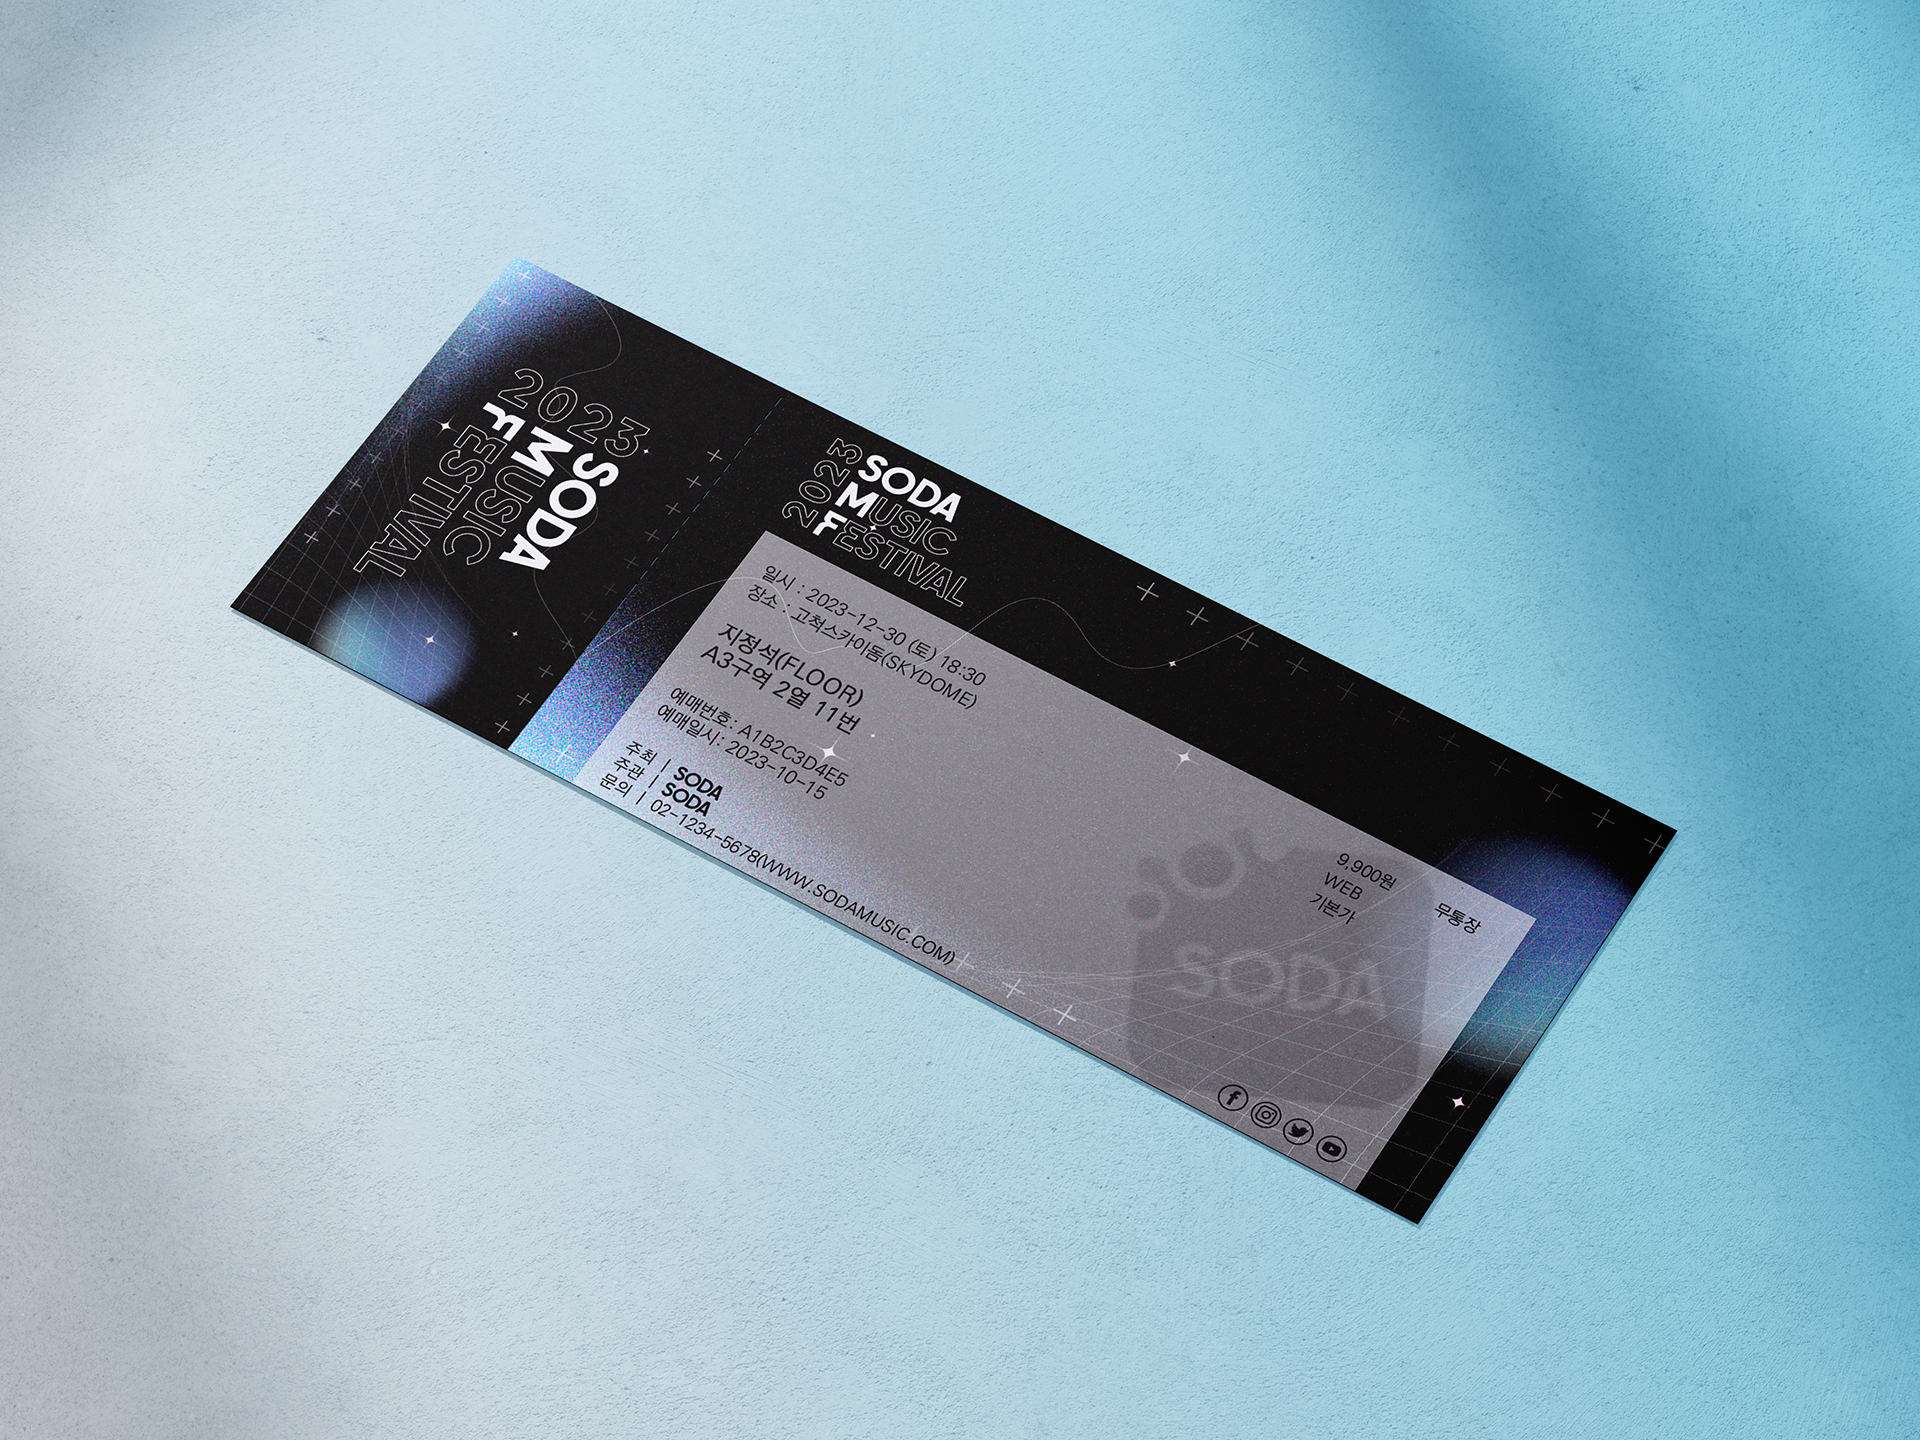 2023
SODA
MUSIC
FESTIVAL
2023
SODA
MUSIC
FESTIVAL
일시 : 2023-12-30 (토) 18:30
장소 : 고척스카이돔(SKYDOME)
지정석(FLOOR)
A3구역 2열 11번
예매번호: A1B2C3D4E5
예매일시: 2023-10-15
주최 | SODA
주관 | SODA
문의 | 02-1234-5678(WWW.SODAMUSIC.COM)
9,900원
WEB
기본가 무통장
SODA